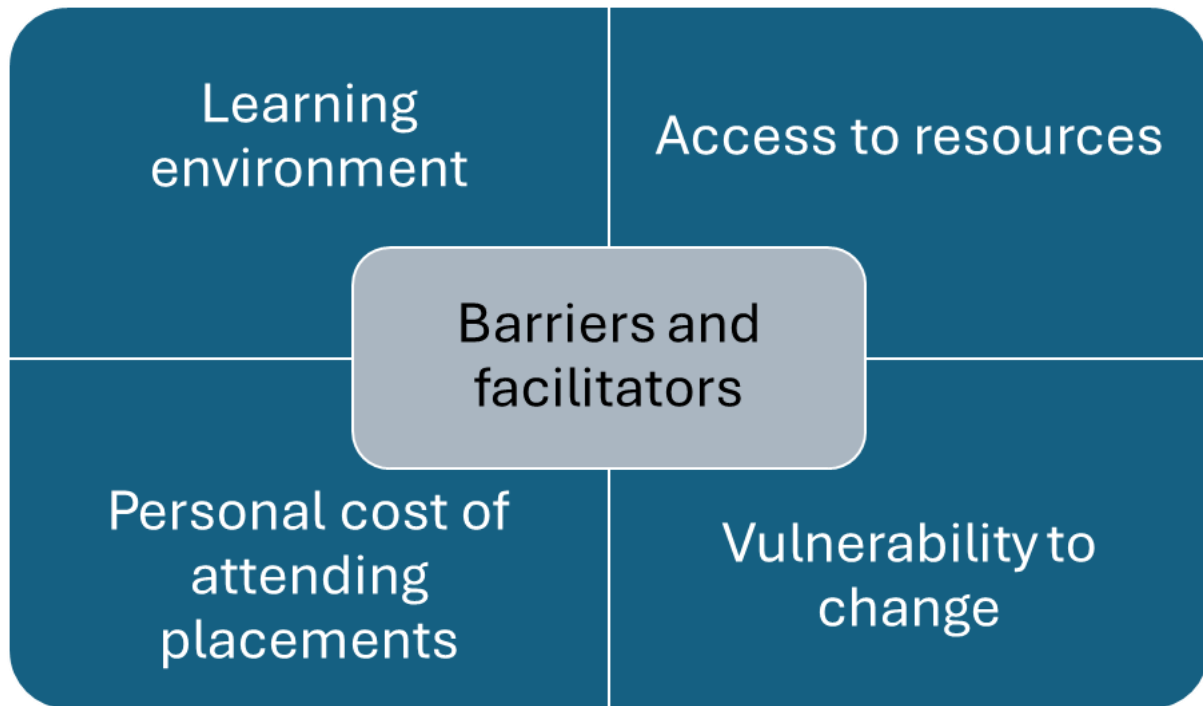 Learning
environment
Access to resources
Barriers and
facilitators
Personal cost of
attending
placements
Vulnerability to
change